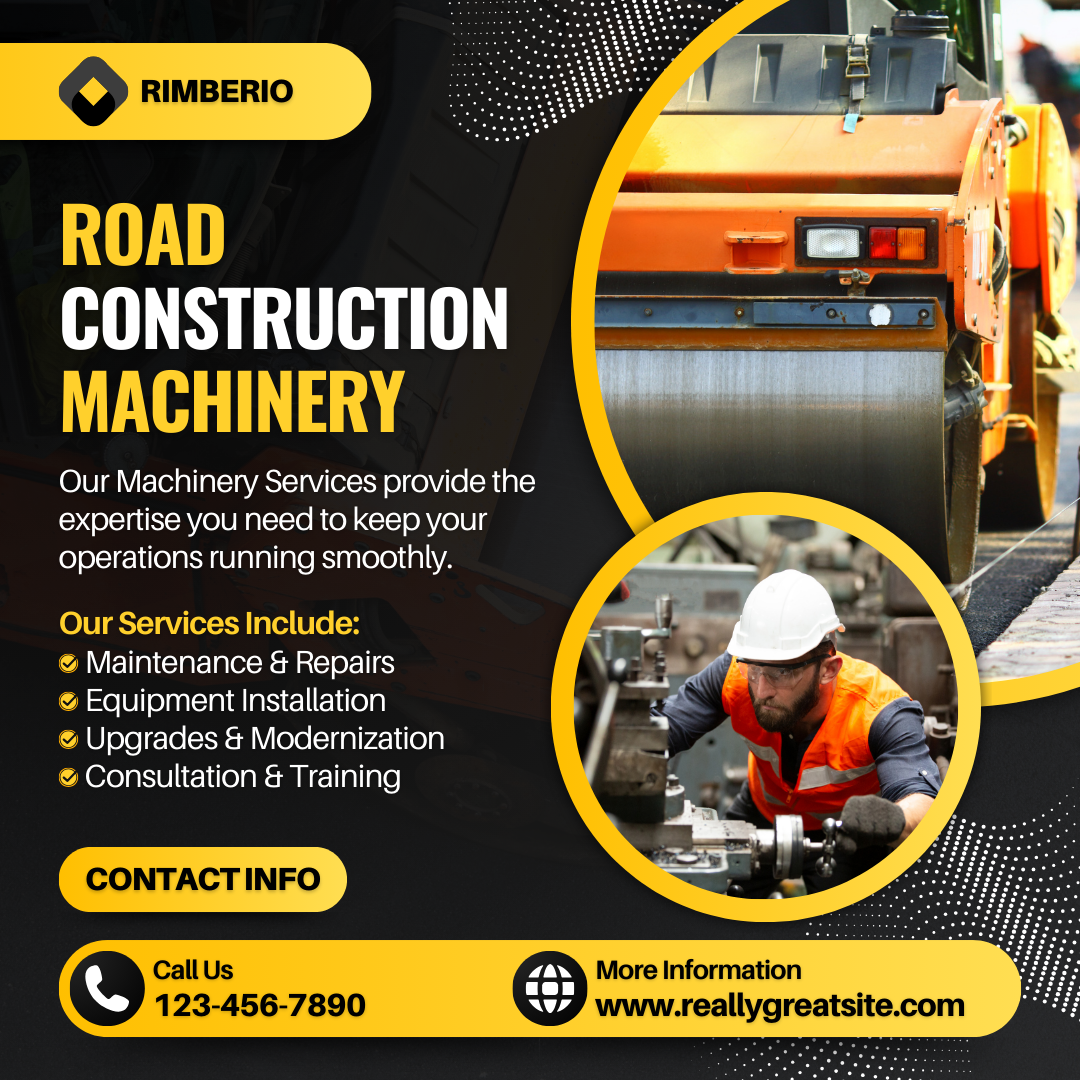 RIMBERIO
ROAD
CONSTRUCTION
MACHINERY
Our Machinery Services provide the
expertise you need to keep your
operations running smoothly.
Our Services Include:
Maintenance & Repairs
Equipment Installation
Upgrades & Modernization
Consultation & Training
CONTACT INFO
Call Us
123-456-7890
More Information
www.reallygreatsite.com